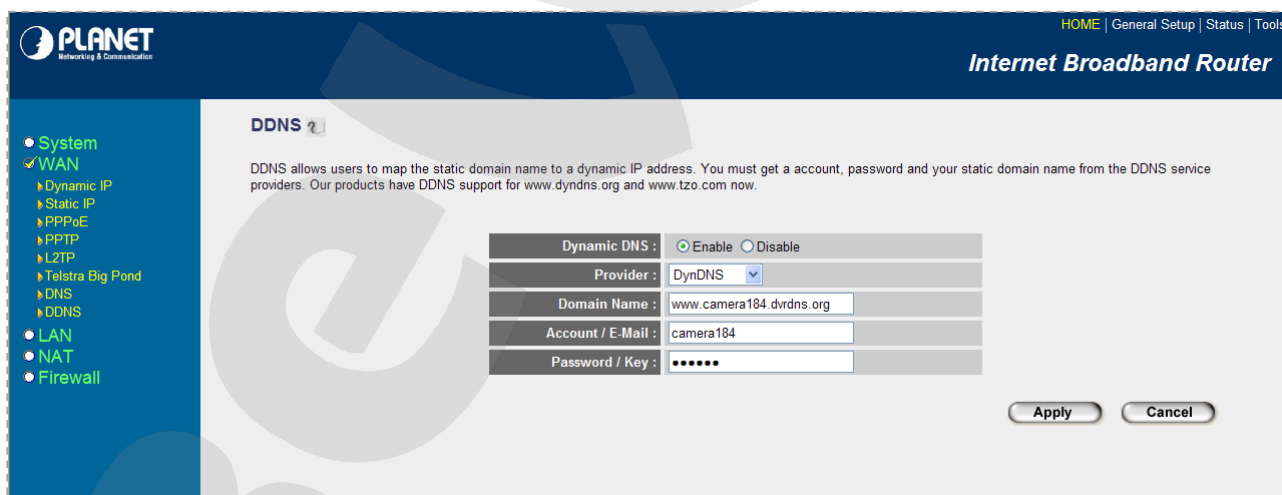 PLANET
Networking & Communication
HOME | General Setup | Status | Tools
Internet Broadband Router
System
WAN
Dynamic IP
Static IP
PPPoE
PPTP
L2TP
Telstra Big Pond
DNS
DDNS
LAN
NAT
Firewall
DDNS
DDNS allows users to map the static domain name to a dynamic IP address. You must get a account, password and your static domain name from the DDNS service
providers. Our products have DDNS support for www.dyndns.org and www.tzo.com now.
Dynamic DNS : Enable Disable
Provider : DynDNS
Domain Name : www.camera184.dvrdns.org
Account / E-Mail : camera184
Password / Key : ••••••
Apply Cancel